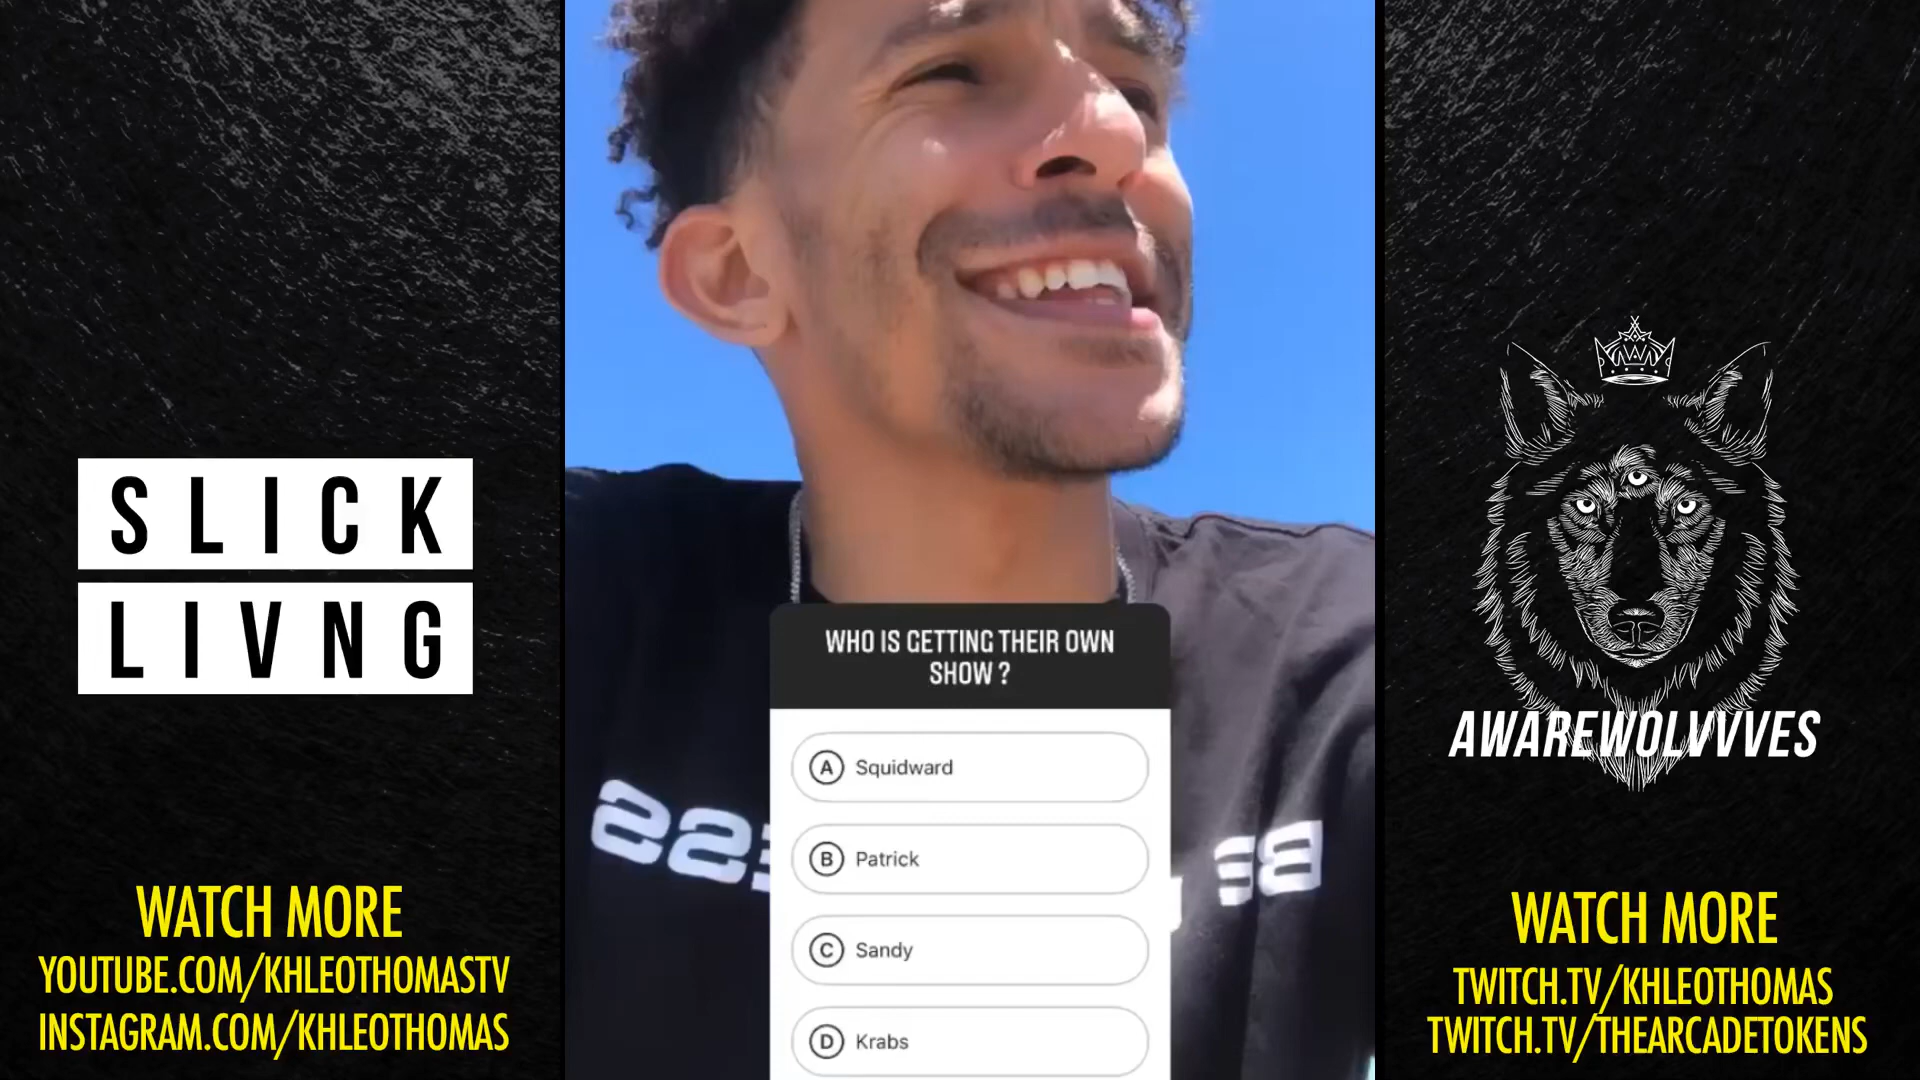 SLICK
LIVNG
WATCH MORE
YOUTUBE.COM/KHLEOTHOMASTV
INSTAGRAM.COM/KHLEOTHOMAS
WHO IS GETTING THEIR OWN
SHOW ?
A Squidward
B Patrick
C Sandy
D Krabs
AWAREWOLVVVES
WATCH MORE
TWITCH.TV/KHLEOTHOMAS
TWITCH.TV/THEARCADETOKENS